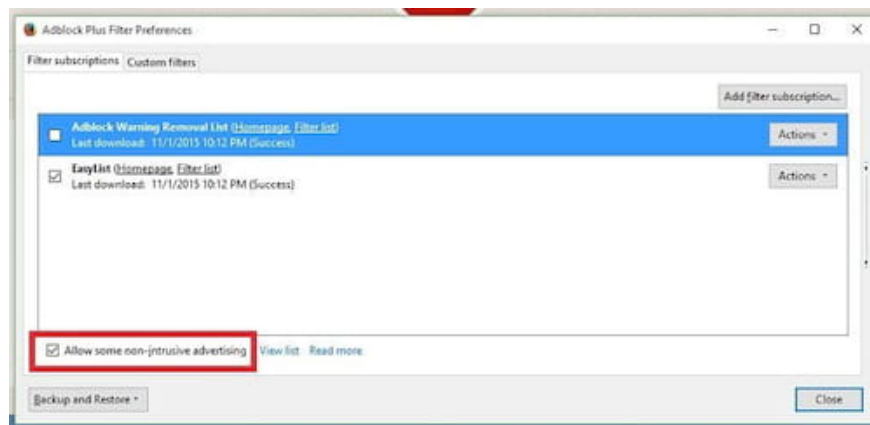 Adblock Plus Filter Preferences
Filter subscriptions Custom filters
Add filter subscription...
Adblock Warning Removal List (Homepage, Filter list)
Last download: 11/1/2015 10:12 PM (Success)
Actions
EasyList (Homepage, Filter list)
Last download: 11/1/2015 10:12 PM (Success)
Actions
Allow some non-intrusive advertising View list Read more
Backup and Restore
Close